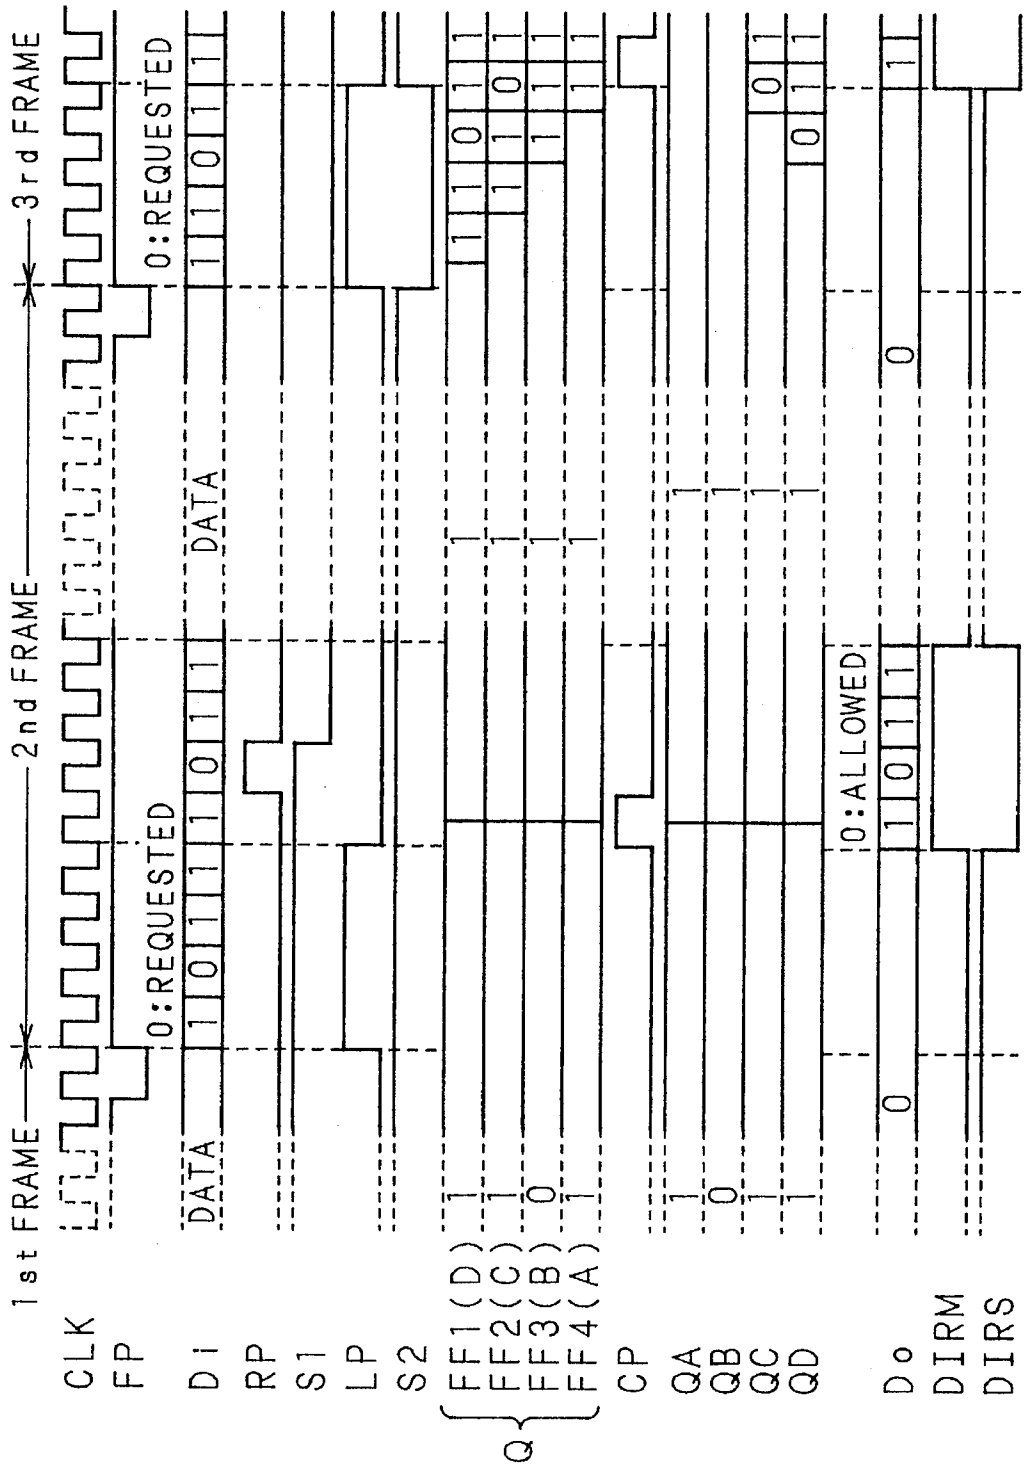 1st FRAME 2nd FRAME 3rd FRAME
CLK
FP
0:REQUESTED 0:REQUESTED
Di DATA 1 0 1 1 1 0 1 1 DATA 1 1 0 1 1
RP
S1
LP
S2
Q
FF1(D) 1 1 1 1 0 1 1
FF2(C) 1 1 1 1 0 1
FF3(B) 0 1 1 1 1
FF4(A) 1 1 1 1
CP
QA 1 1
QB 0 1
QC 1 1 0 1
QD 1 1 0 1 1
0:ALLOWED
Do 0 1 0 1 1 0 1
DIRM
DIRS